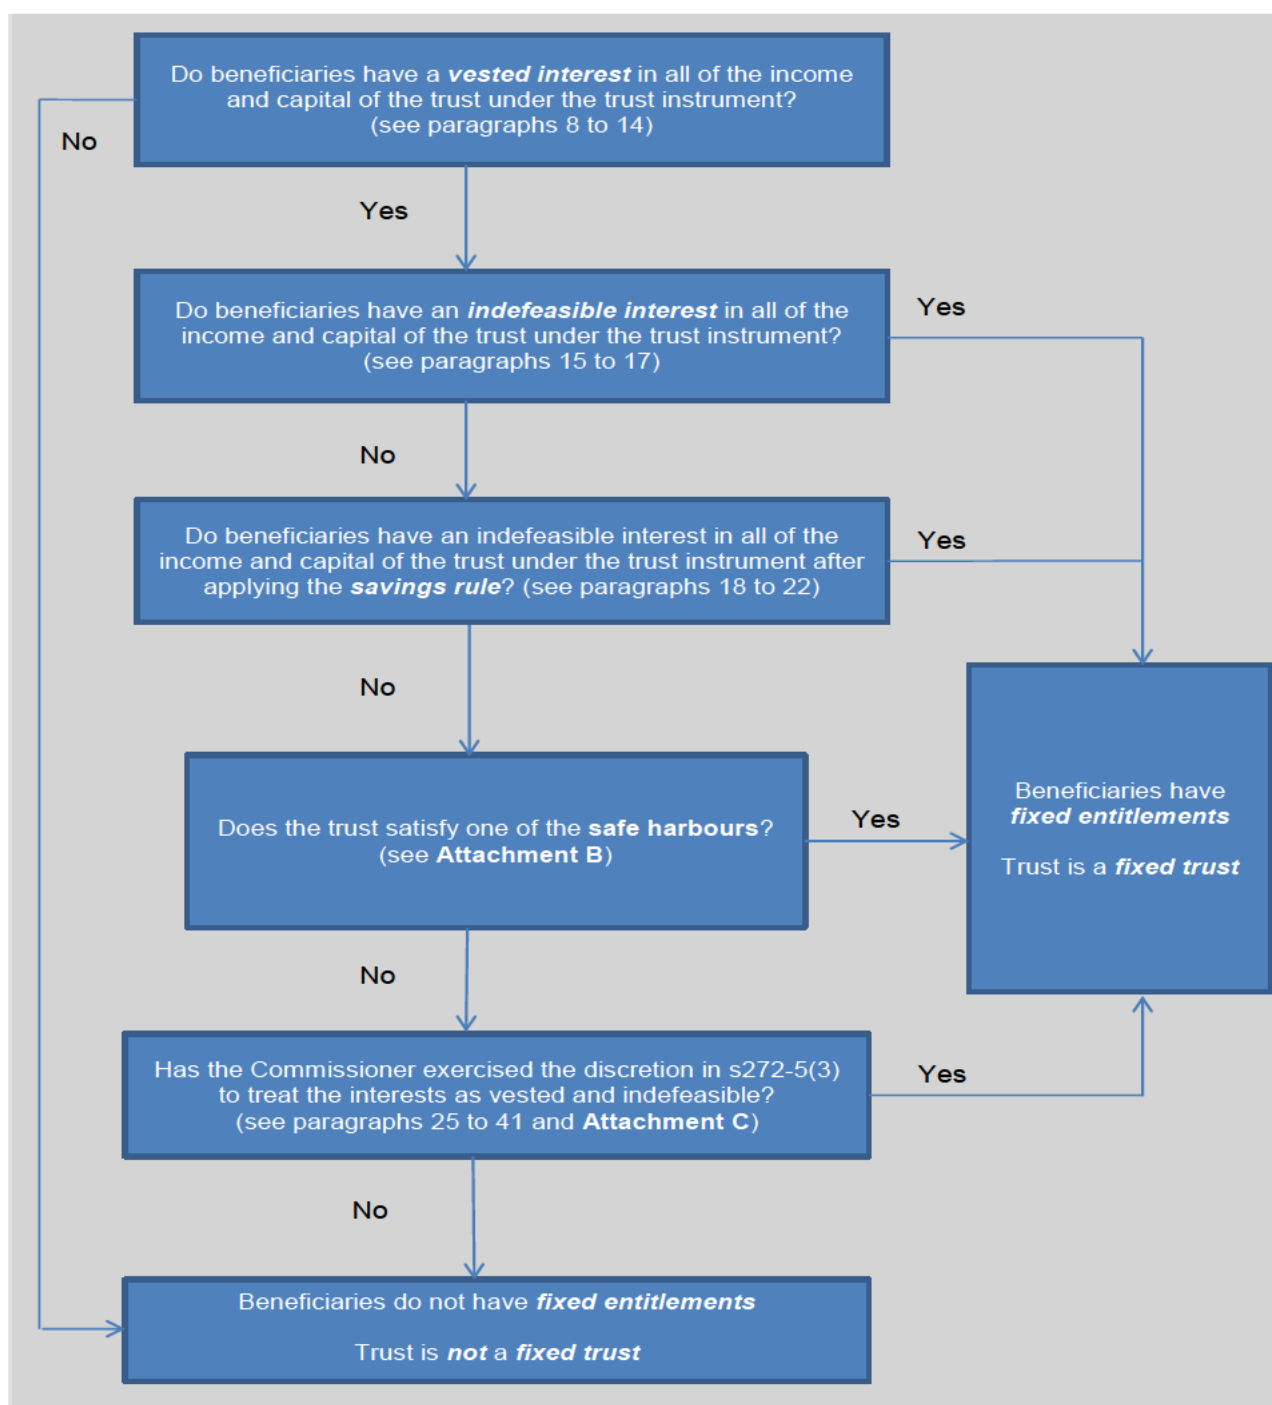 Do beneficiaries have a vested interest in all of the income
and capital of the trust under the trust instrument?
(see paragraphs 8 to 14)
No
Yes
Do beneficiaries have an indefeasible interest in all of the
income and capital of the trust under the trust instrument?
(see paragraphs 15 to 17)
Yes
No
Do beneficiaries have an indefeasible interest in all of the
income and capital of the trust under the trust instrument after
applying the savings rule? (see paragraphs 18 to 22)
Yes
No
Does the trust satisfy one of the safe harbours?
(see Attachment B)
Yes
Beneficiaries have
fixed entitlements
Trust is a fixed trust
No
Has the Commissioner exercised the discretion in s272-5(3)
to treat the interests as vested and indefeasible?
(see paragraphs 25 to 41 and Attachment C)
Yes
No
Beneficiaries do not have fixed entitlements
Trust is not a fixed trust